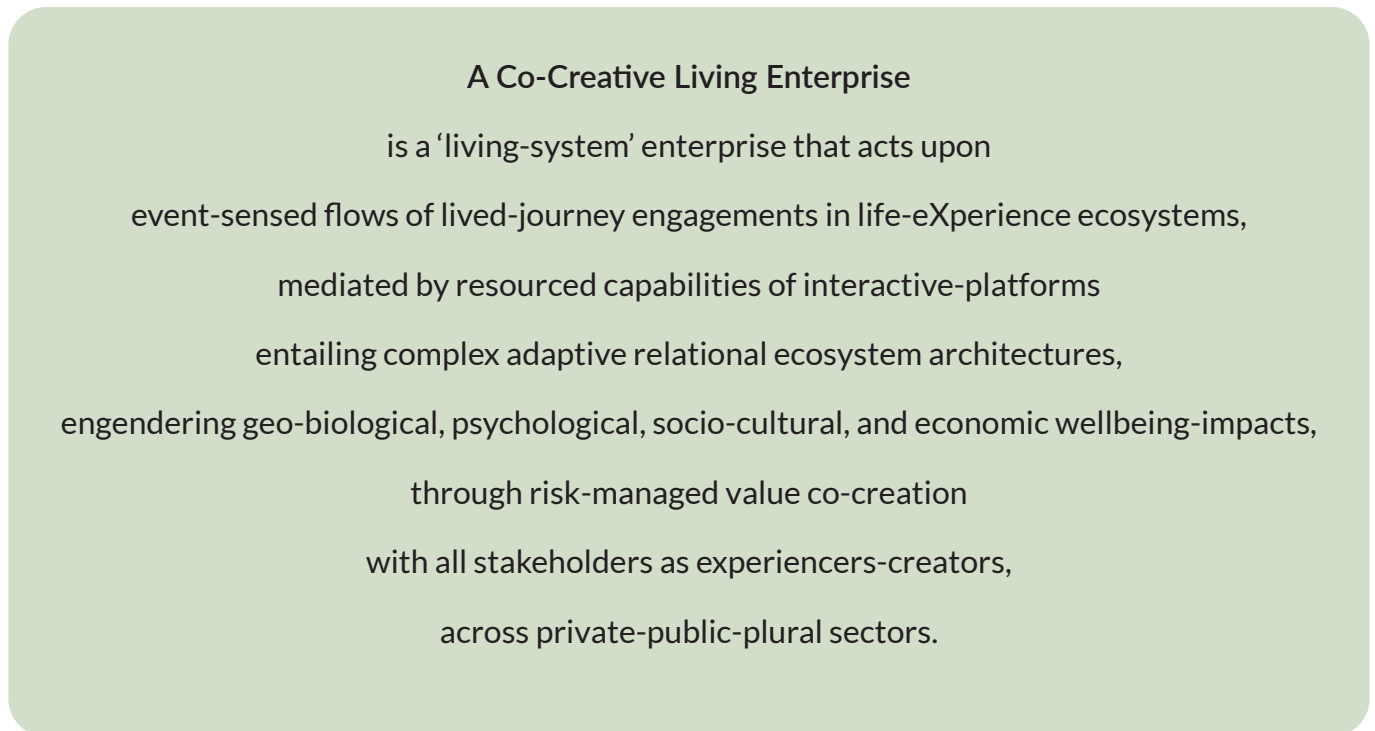 A Co-Creative Living Enterprise
is a ‘living-system’ enterprise that acts upon
event-sensed flows of lived-journey engagements in life-eXperience ecosystems,
mediated by resourced capabilities of interactive-platforms
entailing complex adaptive relational ecosystem architectures,
engendering geo-biological, psychological, socio-cultural, and economic wellbeing-impacts,
through risk-managed value co-creation
with all stakeholders as experiencers-creators,
across private-public-plural sectors.